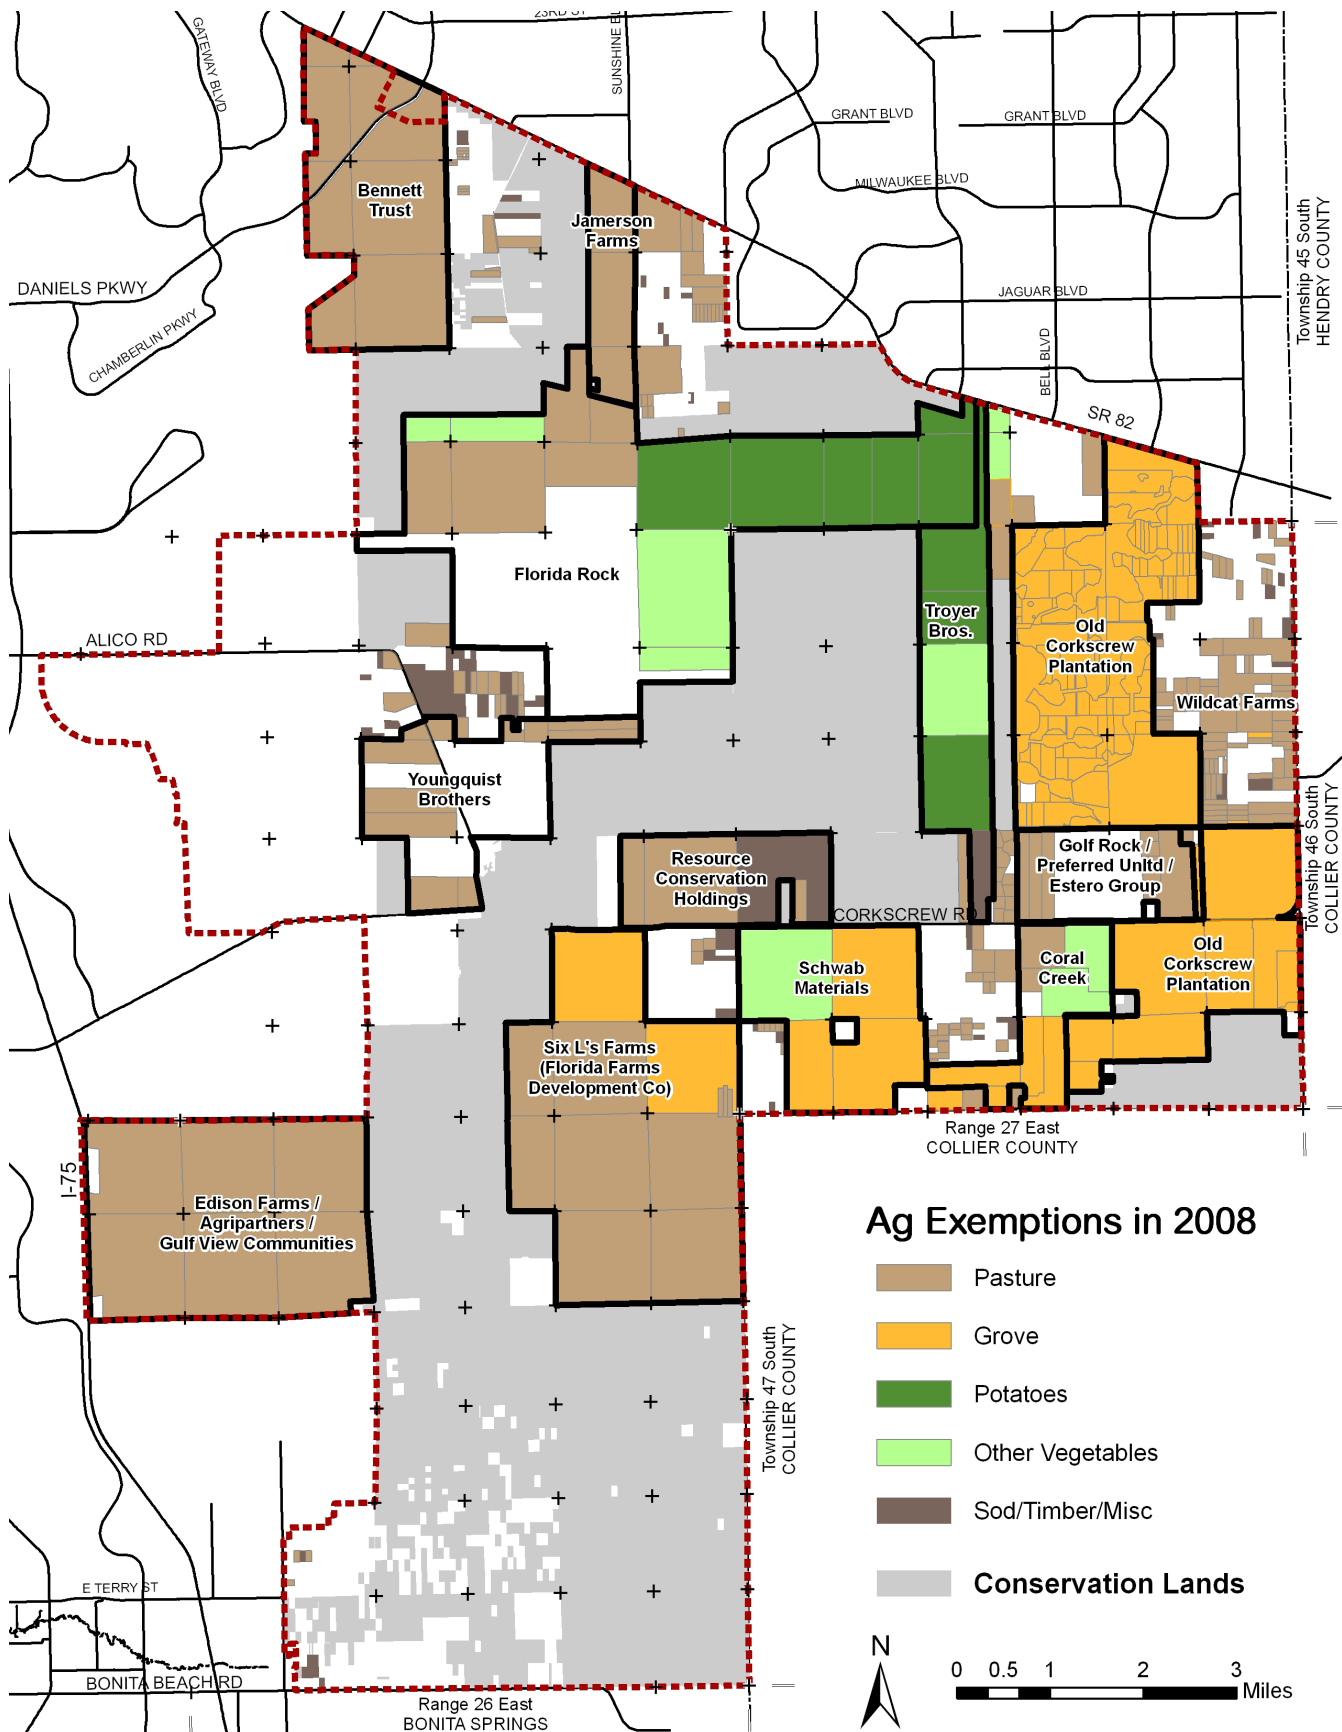 23RD ST
SUNSHINE BL
GATEWAY BLVD
GRANT BLVD
GRANT BLVD
MILWAUKEE BLVD
Township 45 South
HENDRY COUNTY
Bennett
Trust
Jamerson
Farms
DANIELS PKWY
CHAMBERLIN PKWY
JAGUAR BLVD
BELL BLVD
SR 82
Florida Rock
ALICO RD
Troyer
Bros.
Old
Corkscrew
Plantation
Wildcat Farms
Youngquist
Brothers
Township 46 South
COLLIER COUNTY
Resource
Conservation
Holdings
Golf Rock /
Preferred Unltd /
Estero Group
CORKSCREW RD
Schwab
Materials
Coral
Creek
Old
Corkscrew
Plantation
Six L's Farms
(Florida Farms
Development Co)
Range 27 East
COLLIER COUNTY
I-75
Edison Farms /
Agripartners /
Gulf View Communities
Ag Exemptions in 2008
Pasture
Grove
Potatoes
Other Vegetables
Sod/Timber/Misc
Conservation Lands
Township 47 South
COLLIER COUNTY
E TERRY ST
BONITA BEACH RD
Range 26 East
BONITA SPRINGS
N
0 0.5 1 2 3
Miles